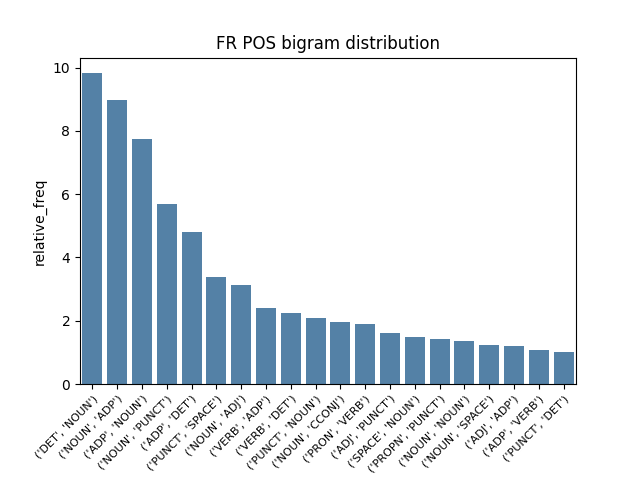 FR POS bigram distribution
relative_freq
10
8
6
4
2
0
('DET', 'NOUN')
('NOUN', 'ADP')
('ADP', 'NOUN')
('NOUN', 'PUNCT')
('ADP', 'DET')
('PUNCT', 'SPACE')
('NOUN', 'ADJ')
('VERB', 'ADP')
('VERB', 'DET')
('PUNCT', 'NOUN')
('NOUN', 'CCONJ')
('PRON', 'VERB')
('ADJ', 'PUNCT')
('SPACE', 'NOUN')
('PROPN', 'PUNCT')
('NOUN', 'NOUN')
('NOUN', 'SPACE')
('ADJ', 'ADP')
('ADP', 'VERB')
('PUNCT', 'DET')